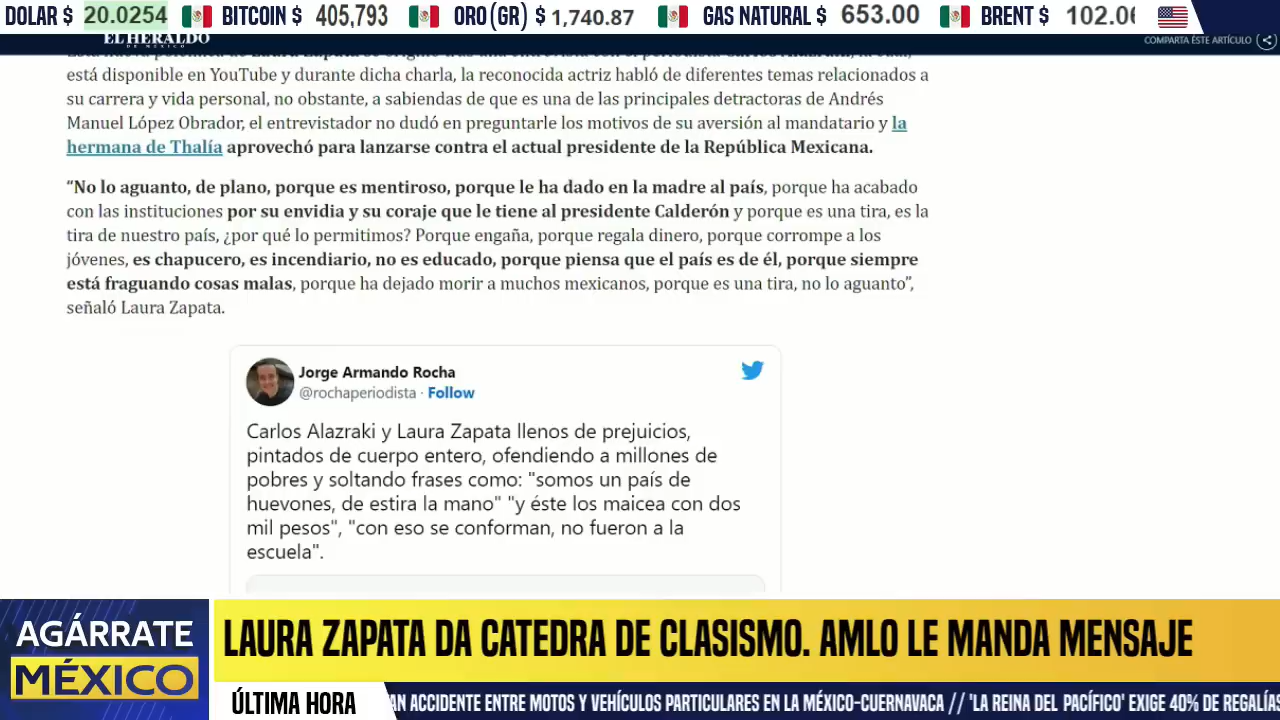 DOLAR $ 20.0254 BITCOIN $ 405,793 ORO(GR) $ 1,740.87 GAS NATURAL $ 653.00 BRENT $ 102.06
EL HERALDO
DE MÉXICO
COMPARTA ÉSTE ARTÍCULO
está disponible en YouTube y durante dicha charla, la reconocida actriz habló de diferentes temas relacionados a
su carrera y vida personal, no obstante, a sabiendas de que es una de las principales detractoras de Andrés
Manuel López Obrador, el entrevistador no dudó en preguntarle los motivos de su aversión al mandatario y la
hermana de Thalía aprovechó para lanzarse contra el actual presidente de la República Mexicana.
“No lo aguanto, de plano, porque es mentiroso, porque le ha dado en la madre al país, porque ha acabado
con las instituciones por su envidia y su coraje que le tiene al presidente Calderón y porque es una tira, es la
tira de nuestro país, ¿por qué lo permitimos? Porque engaña, porque regala dinero, porque corrompe a los
jóvenes, es chapucero, es incendiario, no es educado, porque piensa que el país es de él, porque siempre
está fraguando cosas malas, porque ha dejado morir a muchos mexicanos, porque es una tira, no lo aguanto”,
señaló Laura Zapata.
Jorge Armando Rocha
@rochaperiodista · Follow
Carlos Alazraki y Laura Zapata llenos de prejuicios,
pintados de cuerpo entero, ofendiendo a millones de
pobres y soltando frases como: "somos un país de
huevones, de estira la mano" "y éste los maicea con dos
mil pesos", "con eso se conforman, no fueron a la
escuela".
AGÁRRATE
MÉXICO
LAURA ZAPATA DA CATEDRA DE CLASISMO. AMLO LE MANDA MENSAJE
ÚLTIMA HORA
AN ACCIDENTE ENTRE MOTOS Y VEHÍCULOS PARTICULARES EN LA MÉXICO-CUERNAVACA // 'LA REINA DEL PACÍFICO' EXIGE 40% DE REGALÍAS